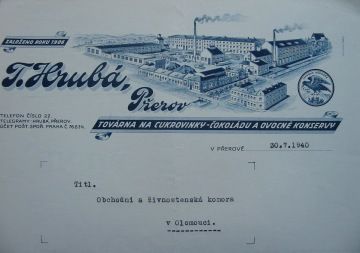 ZALOŽENO ROKU 1906
T. Hrubá,
Přerov
TOVÁRNA NA CUKROVINKY-ČOKOLÁDU A OVOCNÉ KONSERVY
TELEFON ČÍSLO 22.
TELEGRAMY: HRUBÁ, PŘEROV.
ÚČET POŠT. SPOŘ. PRAHA Č.
V PŘEROVĚ 30.7.1940
Titl.
Obchodní a živnostenská komora
v Olomouci.